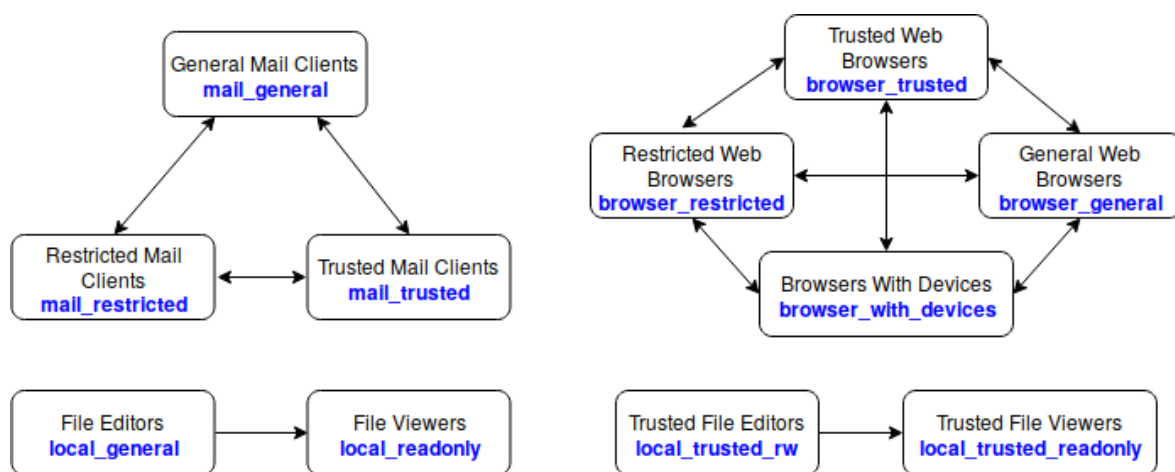 General Mail Clients
mail_general
Restricted Mail
Clients
mail_restricted
Trusted Mail Clients
mail_trusted
Trusted Web
Browsers
browser_trusted
Restricted Web
Browsers
browser_restricted
General Web
Browsers
browser_general
Browsers With Devices
browser_with_devices
File Editors
local_general
File Viewers
local_readonly
Trusted File Editors
local_trusted_rw
Trusted File Viewers
local_trusted_readonly